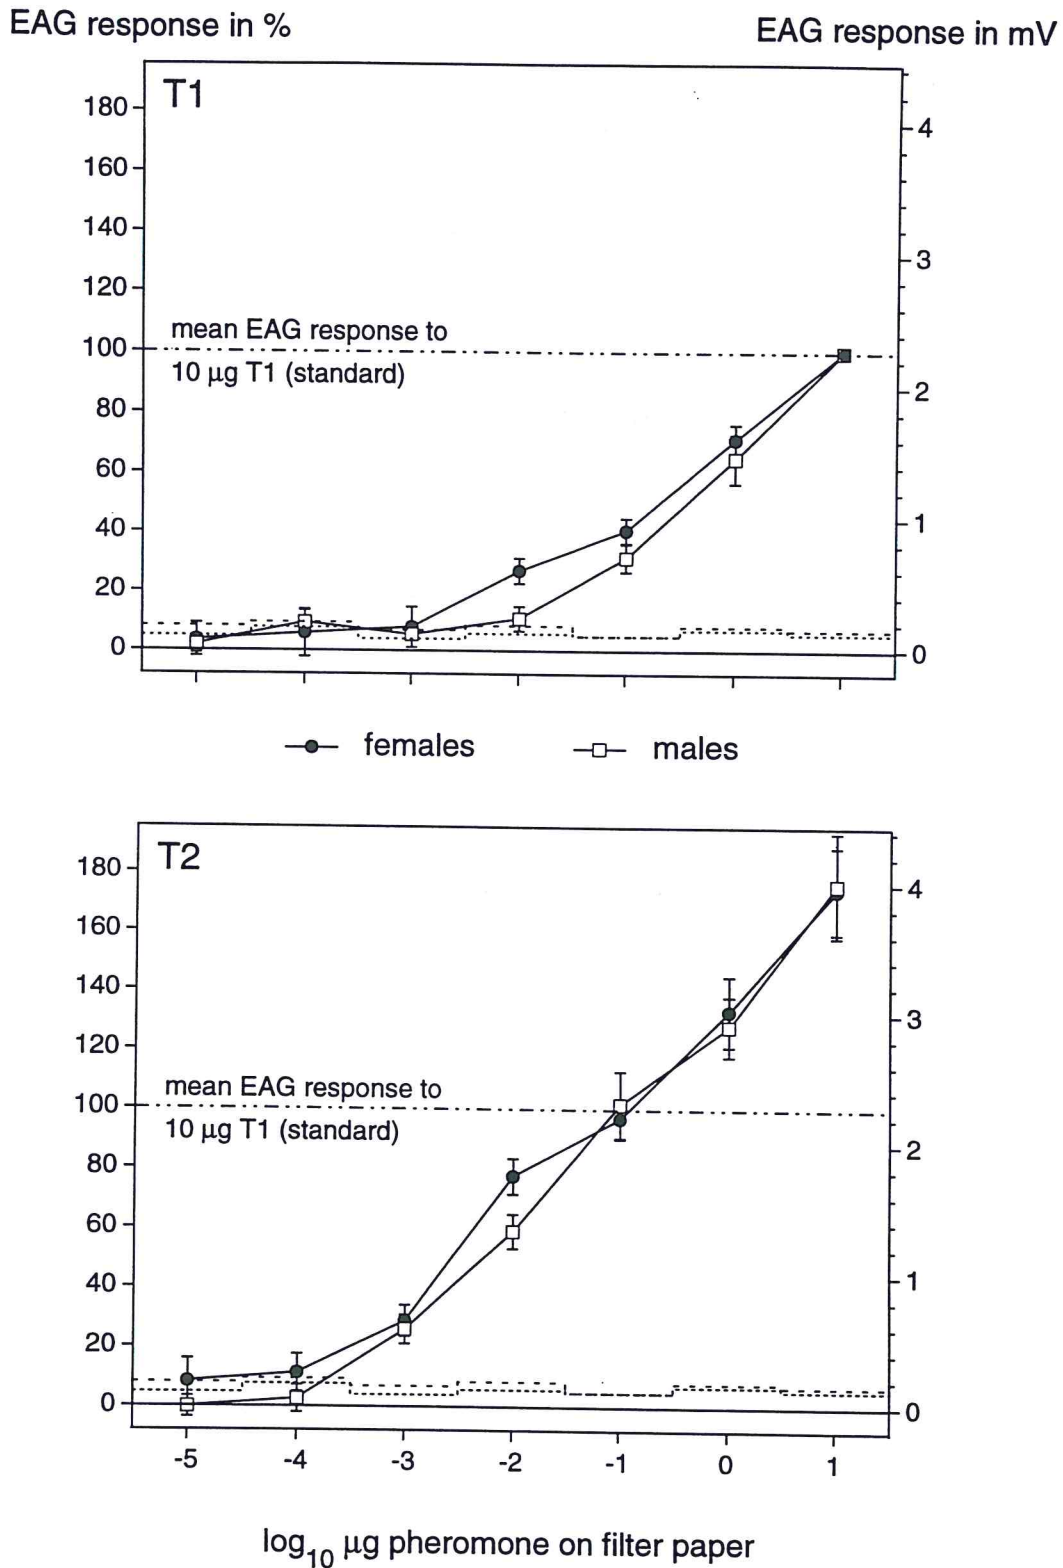 EAG response in %
EAG response in mV
T1
180
160
140
120
100
80
60
40
20
0
4
3
2
1
0
mean EAG response to
10 µg T1 (standard)
females
males
T2
180
160
140
120
100
80
60
40
20
0
4
3
2
1
0
mean EAG response to
10 µg T1 (standard)
-5 -4 -3 -2 -1 0 1
log10 µg pheromone on filter paper